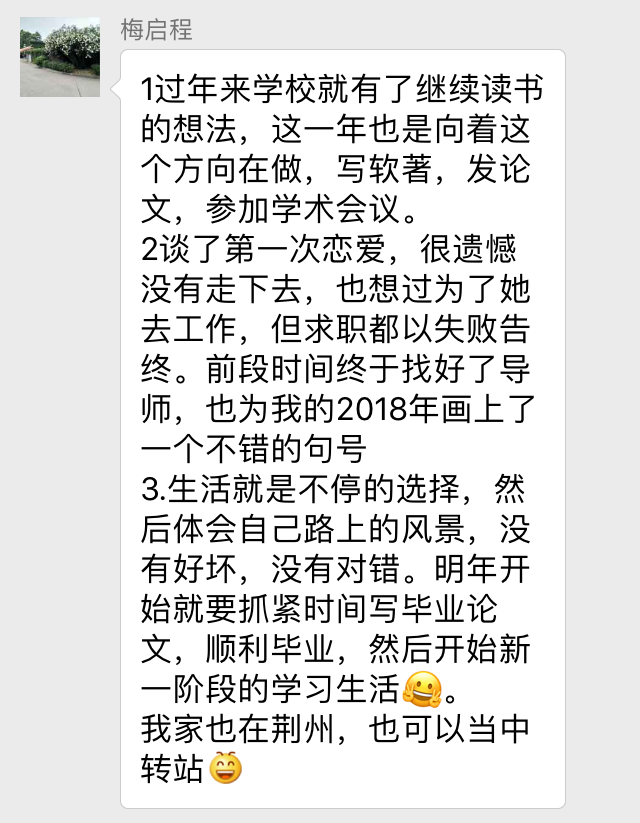 梅启程
1过年来学校就有了继续读书
的想法，这一年也是向着这
个方向在做，写软著，发论
文，参加学术会议。
2谈了第一次恋爱，很遗憾
没有走下去，也想过为了她
去工作，但求职都以失败告
终。前段时间终于找好了导
师，也为我的2018年画上了
一个不错的句号
3.生活就是不停的选择，然
后体会自己路上的风景，没
有好坏，没有对错。明年开
始就要抓紧时间写毕业论
文，顺利毕业，然后开始新
一阶段的学习生活🤗。
我家也在荆州，也可以当中
转站😄